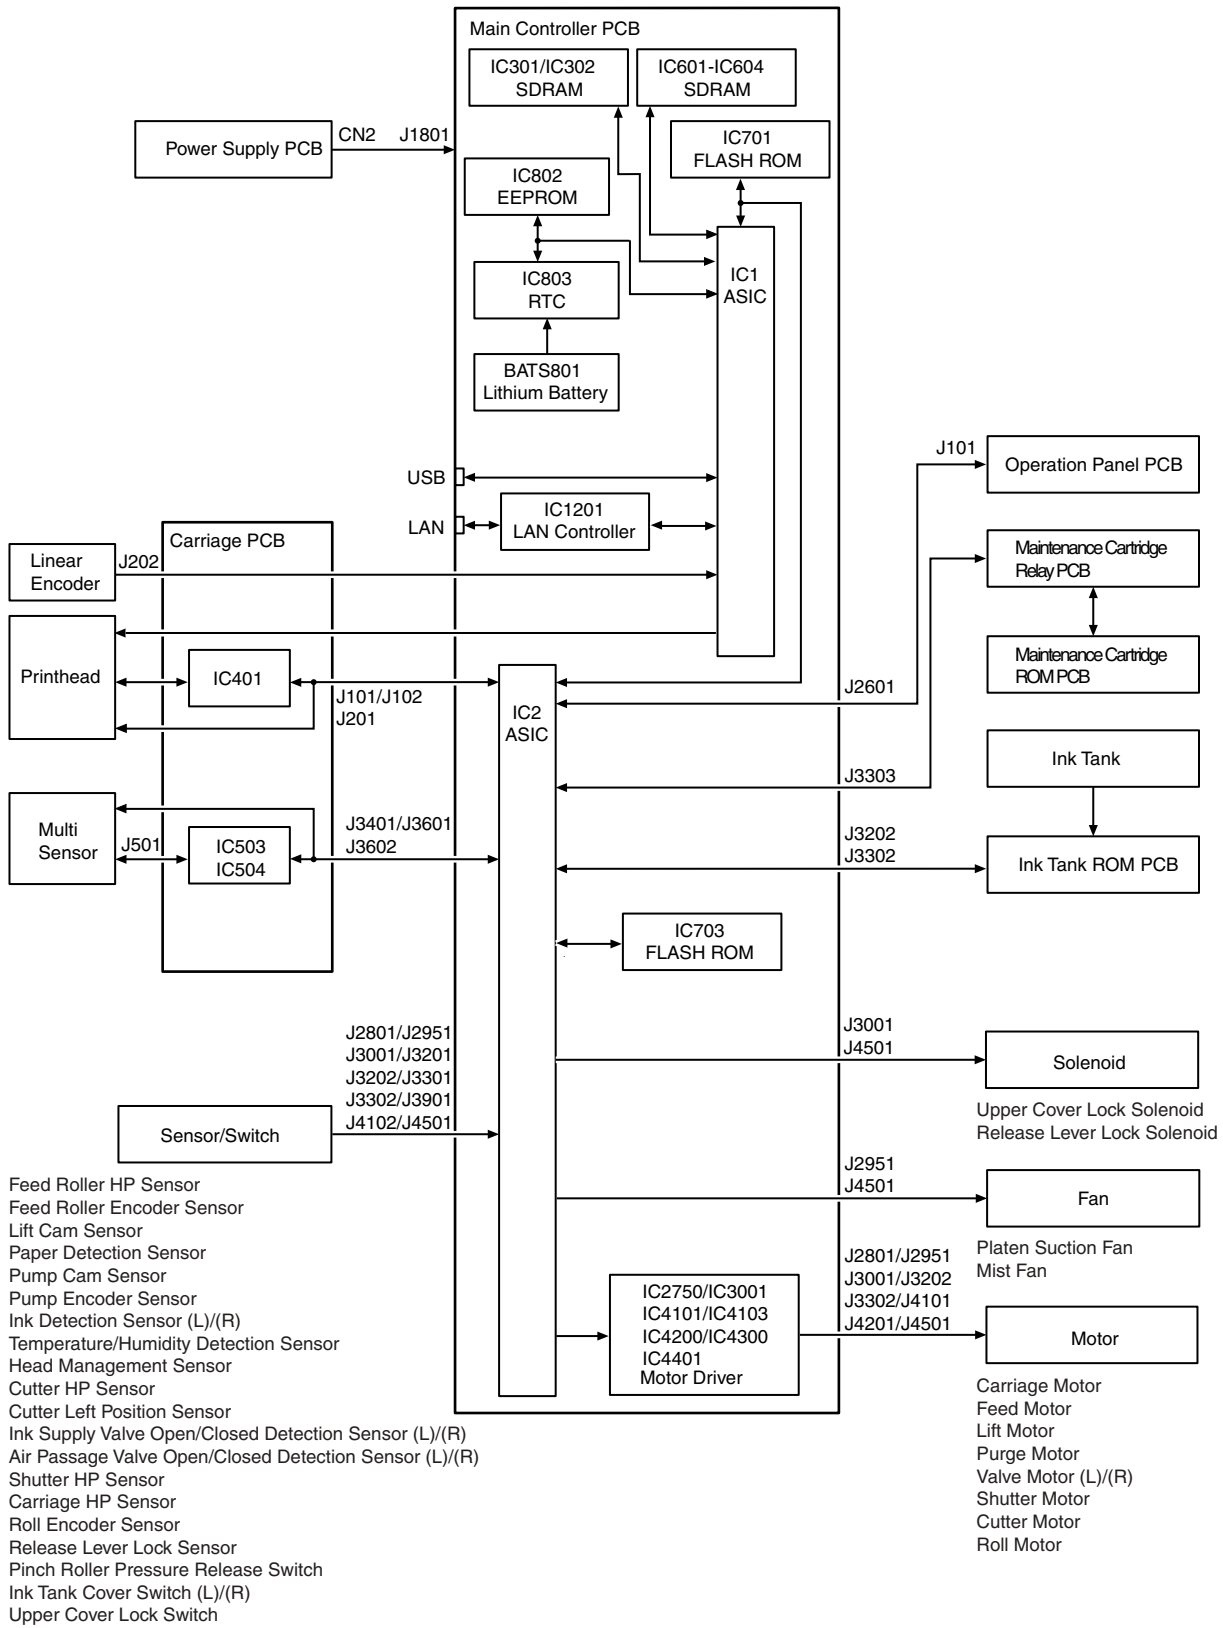 Main Controller PCB
IC301/IC302
SDRAM
IC601-IC604
SDRAM
Power Supply PCB
CN2
J1801
IC701
FLASH ROM
IC802
EEPROM
IC803
RTC
IC1
ASIC
BATS801
Lithium Battery
USB
LAN
IC1201
LAN Controller
J101
Operation Panel PCB
Carriage PCB
Linear
Encoder
J202
Maintenance Cartridge
Relay PCB
Printhead
IC401
J101/J102
J201
IC2
ASIC
J2601
Maintenance Cartridge
ROM PCB
Ink Tank
J3303
Multi
Sensor
J501
IC503
IC504
J3401/J3601
J3602
J3202
J3302
Ink Tank ROM PCB
IC703
FLASH ROM
J2801/J2951
J3001/J3201
J3202/J3301
J3302/J3901
J4102/J4501
Sensor/Switch
J3001
J4501
Solenoid
Upper Cover Lock Solenoid
Release Lever Lock Solenoid
J2951
J4501
Fan
Platen Suction Fan
Mist Fan
IC2750/IC3001
IC4101/IC4103
IC4200/IC4300
IC4401
Motor Driver
J2801/J2951
J3001/J3202
J3302/J4101
J4201/J4501
Motor
Carriage Motor
Feed Motor
Lift Motor
Purge Motor
Valve Motor (L)/(R)
Shutter Motor
Cutter Motor
Roll Motor
Feed Roller HP Sensor
Feed Roller Encoder Sensor
Lift Cam Sensor
Paper Detection Sensor
Pump Cam Sensor
Pump Encoder Sensor
Ink Detection Sensor (L)/(R)
Temperature/Humidity Detection Sensor
Head Management Sensor
Cutter HP Sensor
Cutter Left Position Sensor
Ink Supply Valve Open/Closed Detection Sensor (L)/(R)
Air Passage Valve Open/Closed Detection Sensor (L)/(R)
Shutter HP Sensor
Carriage HP Sensor
Roll Encoder Sensor
Release Lever Lock Sensor
Pinch Roller Pressure Release Switch
Ink Tank Cover Switch (L)/(R)
Upper Cover Lock Switch